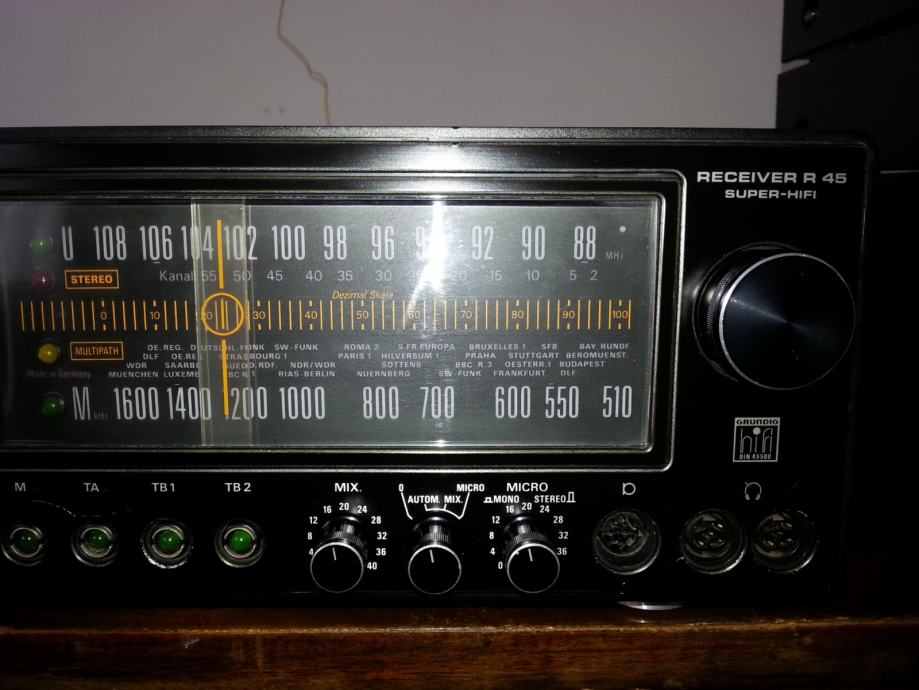 RECEIVER R 45
SUPER-HIFI
U 108 106 104 102 100 98 96 92 90 88 MHz
STEREO
Kanal 55 50 45 40 35 30 20 15 10 5 2
Dezimal Skala
0 10 20 30 40 50 60 70 80 90 100
MULTIPATH
OE.REG. DEUTSCHL.FUNK SW-FUNK ROMA 2 S.FR.EUROPA BRUXELLES 1 SFB BAY. RUNDF.
DLF OE.REG. STRASBOURG 1 PARIS 1 HILVERSUM 1 PRAHA STUTTGART BEROMUENST.
WDR SAARBR. SUEDD.RDF. NDR/WDR SOTTENS BBC R.3 OESTERR.1 BUDAPEST
Made in Germany
MUENCHEN LUXEMB. BBC R.1 RIAS-BERLIN NUERNBERG SW-FUNK FRANKFURT DLF
M kHz 1600 1400 1200 1000 800 700 600 550 510
GRUNDIG
hifi
DIN 45500
M TA TB1 TB2
MIX.
4 8 12 16 20 24 28 32 36 40
0 MICRO
AUTOM. MIX.
MICRO
MONO STEREO
0 4 8 12 16 20 24 28 32 36